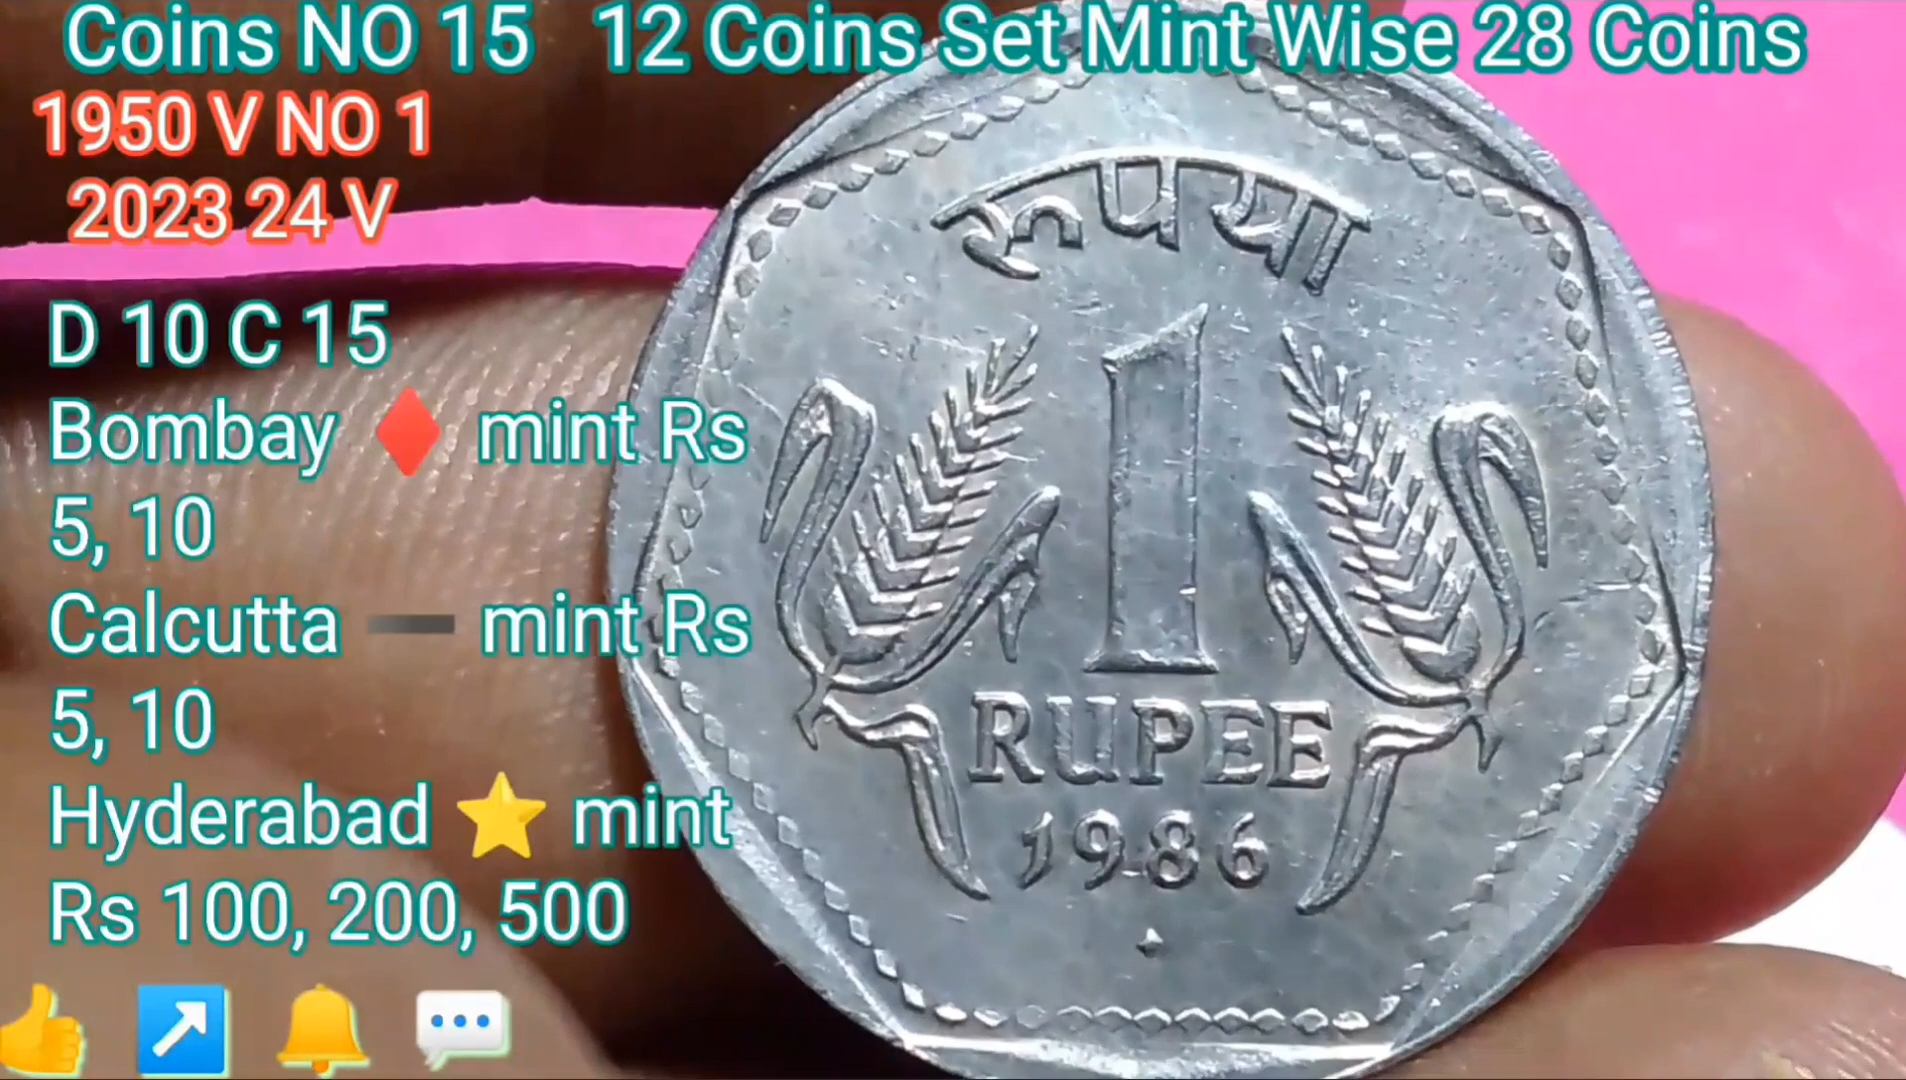 Coins NO 15 12 Coins Set Mint Wise 28 Coins
1950 V NO 1
2023 24 V
D 10 C 15
Bombay ♦️ mint Rs
5, 10
Calcutta ➖ mint Rs
5, 10
Hyderabad ⭐ mint
Rs 100, 200, 500
रूपया
1
RUPEE
1986